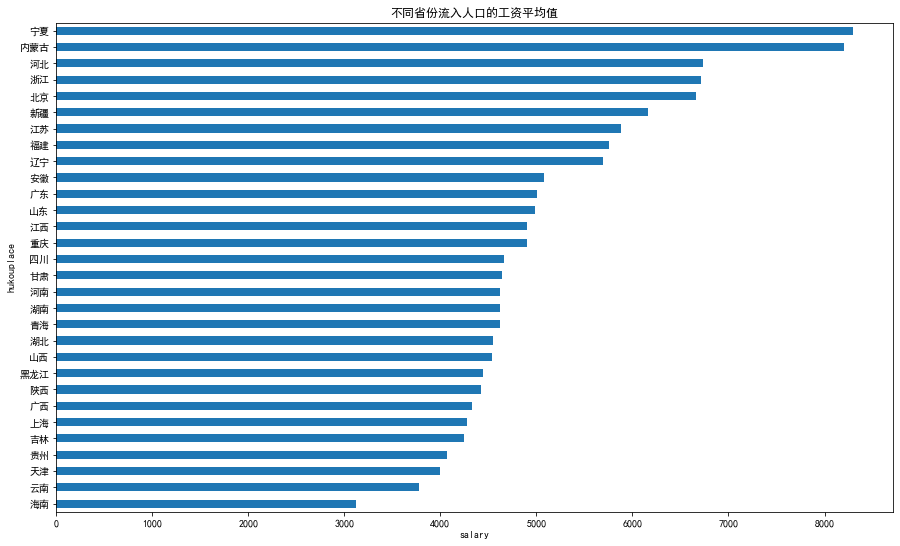 不同省份流入人口的工资平均值
hukouplace
宁夏
内蒙古
河北
浙江
北京
新疆
江苏
福建
辽宁
安徽
广东
山东
江西
重庆
四川
甘肃
河南
湖南
青海
湖北
山西
黑龙江
陕西
广西
上海
吉林
贵州
天津
云南
海南
0 1000 2000 3000 4000 5000 6000 7000 8000
salary